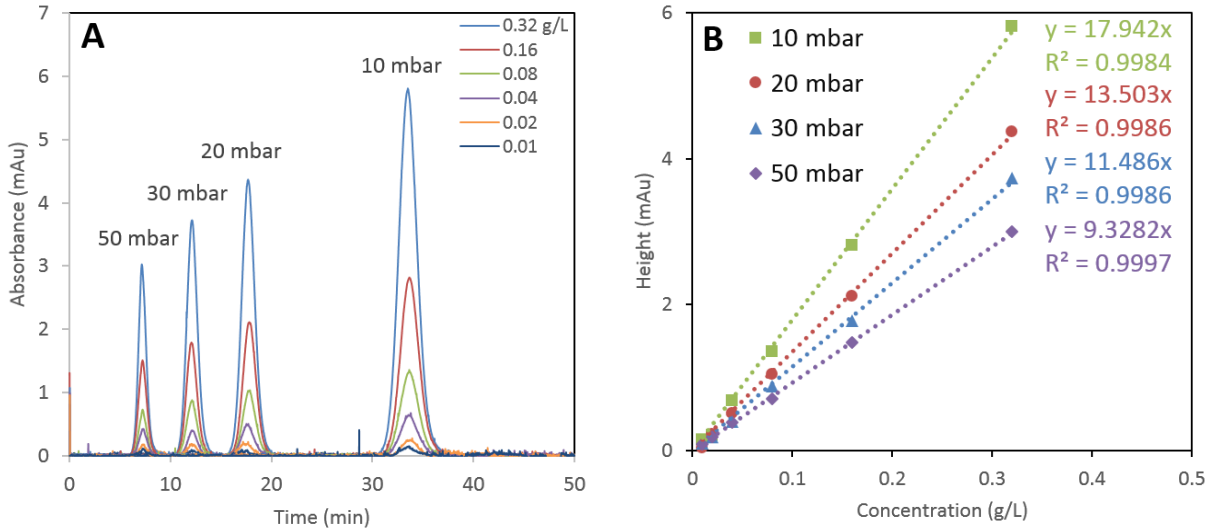 A
0.32 g/L
0.16
0.08
0.04
0.02
0.01
10 mbar
20 mbar
30 mbar
50 mbar
7
6
5
4
3
2
1
0
Absorbance (mAu)
0
10
20
30
40
50
Time (min)
B
10 mbar
20 mbar
30 mbar
50 mbar
y = 17.942x
R² = 0.9984
y = 13.503x
R² = 0.9986
y = 11.486x
R² = 0.9986
y = 9.3282x
R² = 0.9997
6
4
2
0
Height (mAu)
0
0.1
0.2
0.3
0.4
0.5
Concentration (g/L)